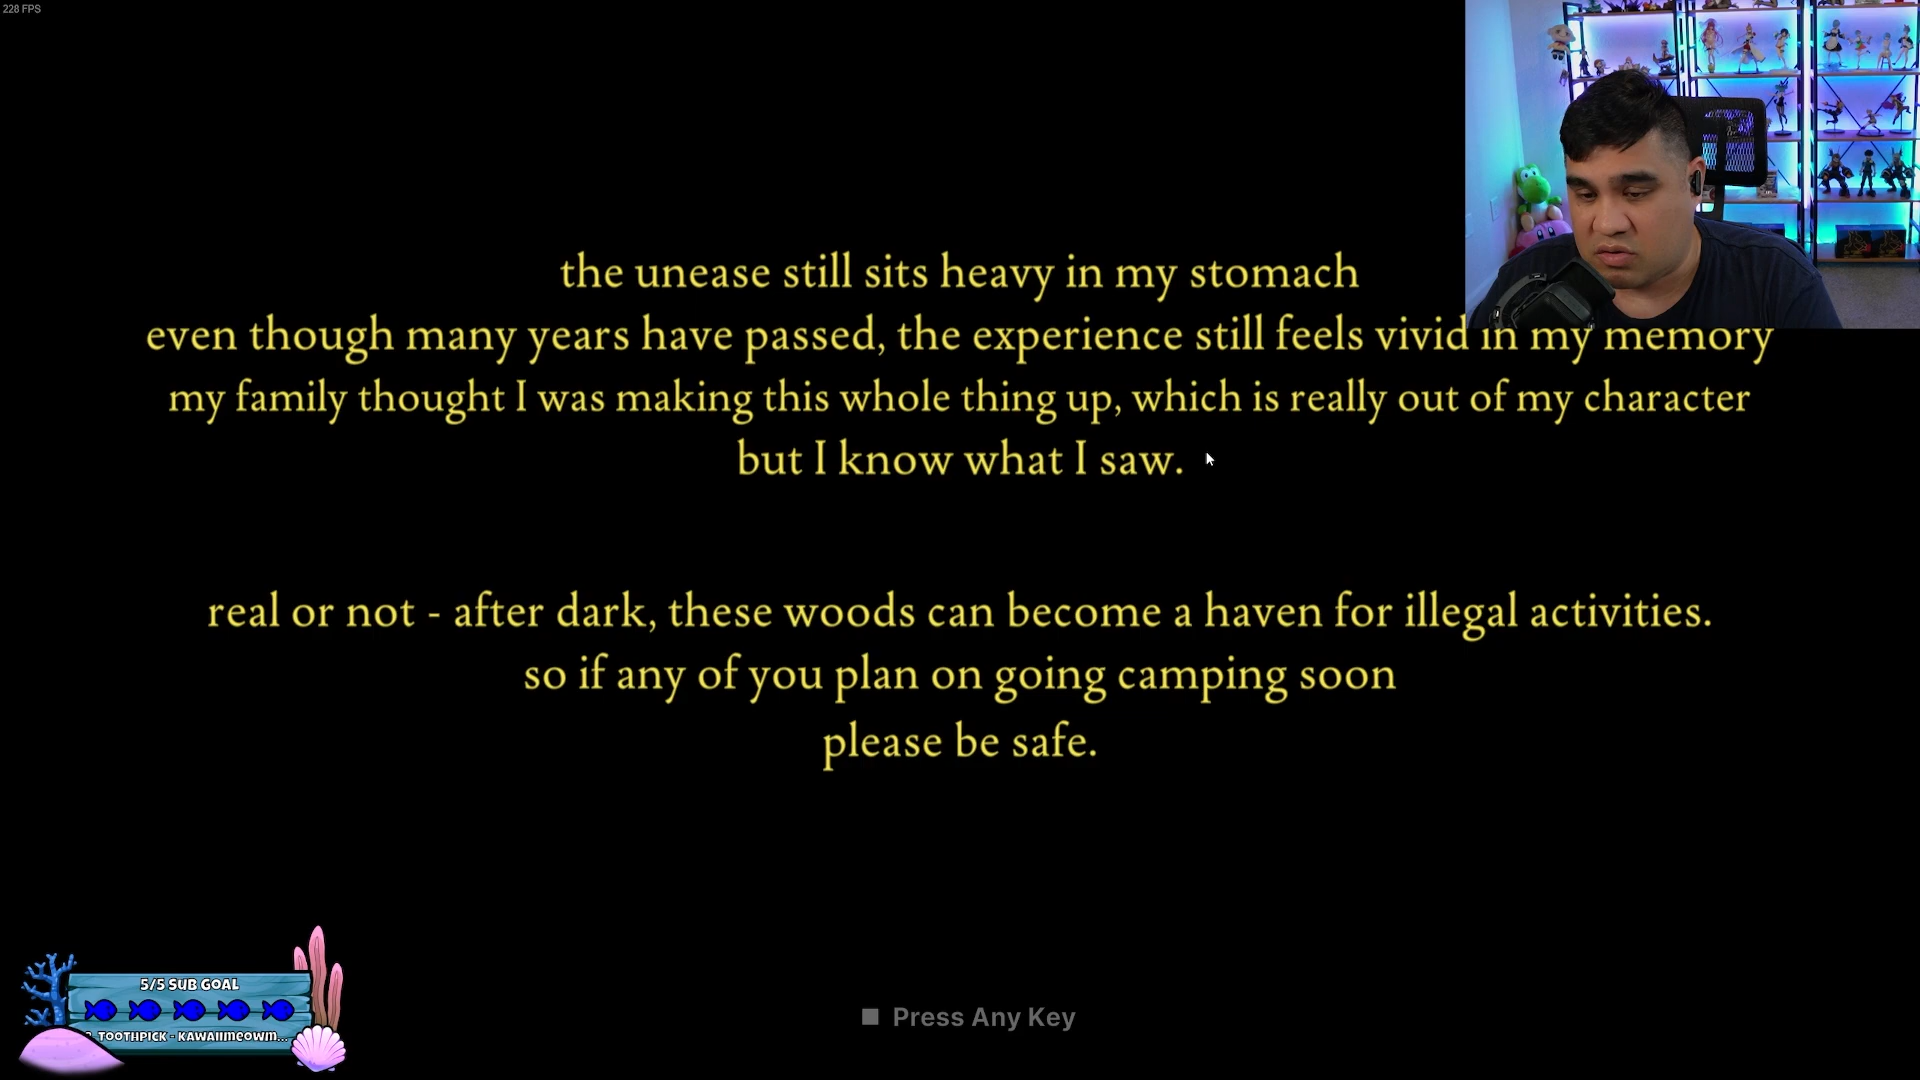 228 FPS
the unease still sits heavy in my stomach
even though many years have passed, the experience still feels vivid in my memory
my family thought I was making this whole thing up, which is really out of my character
but I know what I saw.
real or not - after dark, these woods can become a haven for illegal activities.
so if any of you plan on going camping soon
please be safe.
Press Any Key
5/5 SUB GOAL
TOOTHPICK - KAWAIIMEOWM...